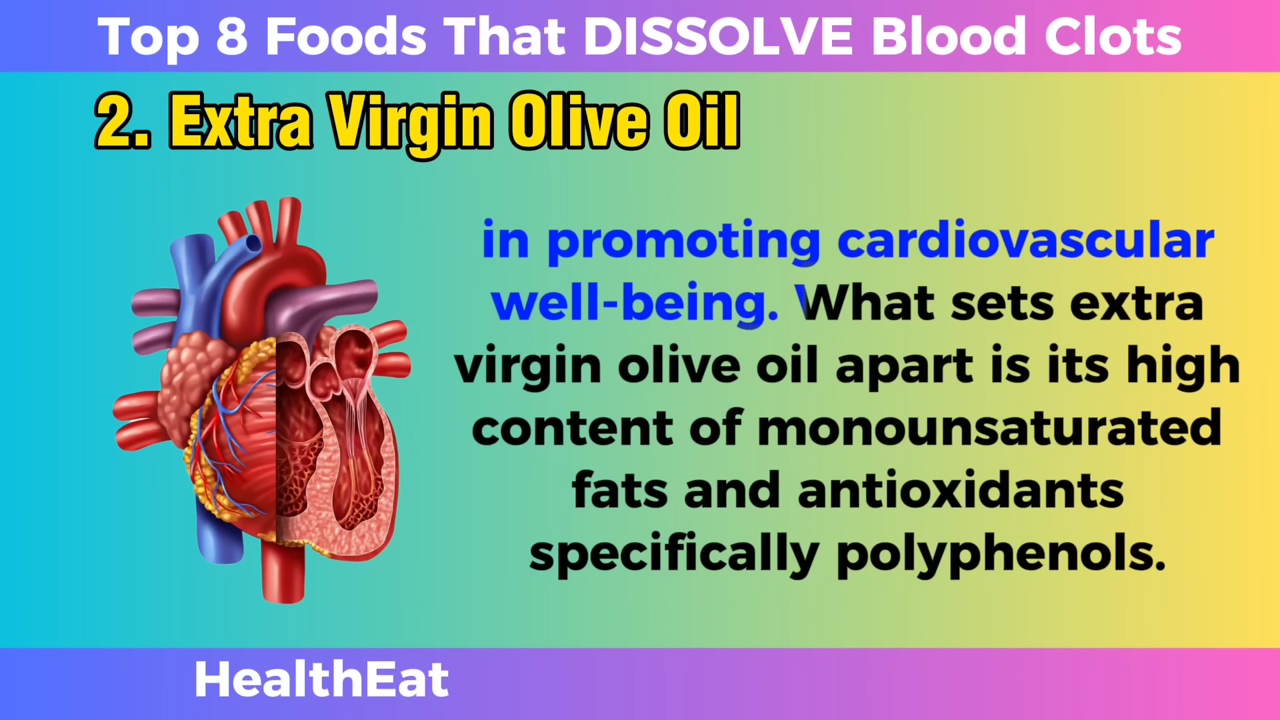 Top 8 Foods That DISSOLVE Blood Clots
2. Extra Virgin Olive Oil
in promoting cardiovascular
well-being. What sets extra
virgin olive oil apart is its high
content of monounsaturated
fats and antioxidants
specifically polyphenols.
HealthEat